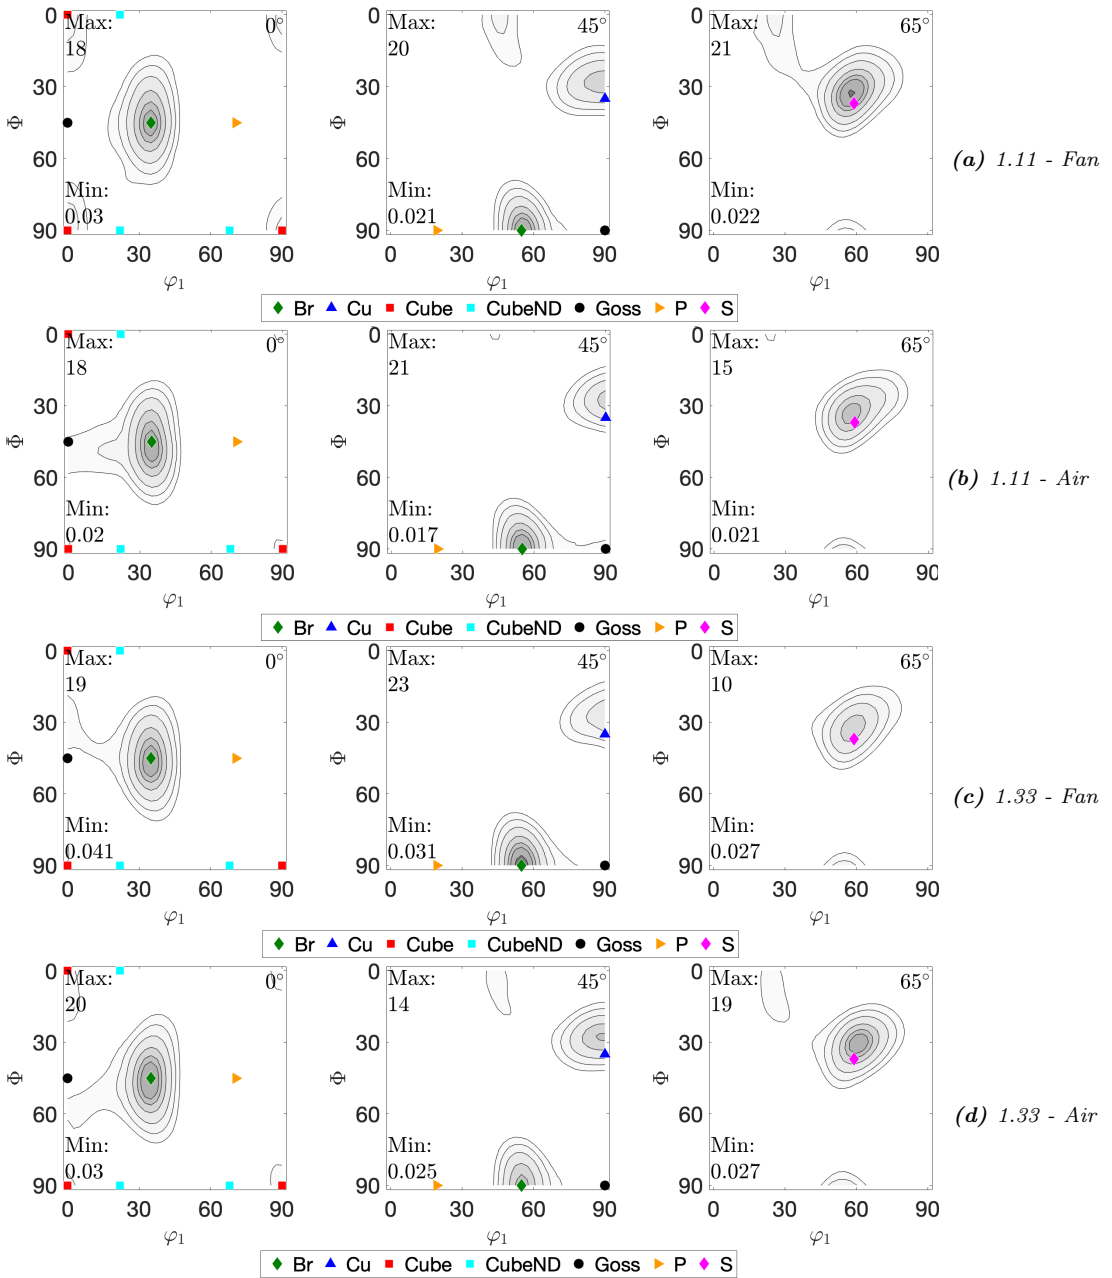 0 Max: 0° 0 45° 0 Max: 65°
18 20 21
30 30 30
Φ Φ Φ
60 60 60
(a) 1.11 - Fan
Min: Min:
0.03 0.021 0.022
90 90 90
0 30 60 90 0 30 60 90 0 30 60 90
φ1 φ1 φ1
Br Cu Cube CubeND Goss P S
0 Max: 0° 0 Max: 45° 0 Max: 65°
18 21 15
30 30 30
Φ Φ Φ
60 60 60
(b) 1.11 - Air
Min: Min: Min:
0.02 0.017 0.021
90 90 90
0 30 60 90 0 30 60 90 0 30 60 90
φ1 φ1 φ1
Br Cu Cube CubeND Goss P S
0 Max: 0° 0 Max: 45° 0 Max: 65°
19 23 10
30 30 30
Φ Φ Φ
60 60 60
(c) 1.33 - Fan
Min: Min: Min:
0.041 0.031 0.027
90 90 90
0 30 60 90 0 30 60 90 0 30 60 90
φ1 φ1 φ1
Br Cu Cube CubeND Goss P S
0 Max: 0° 0 Max: 45° 0 Max: 65°
20 14 19
30 30 30
Φ Φ Φ
60 60 60
(d) 1.33 - Air
Min: Min: Min:
0.03 0.025 0.027
90 90 90
0 30 60 90 0 30 60 90 0 30 60 90
φ1 φ1 φ1
Br Cu Cube CubeND Goss P S